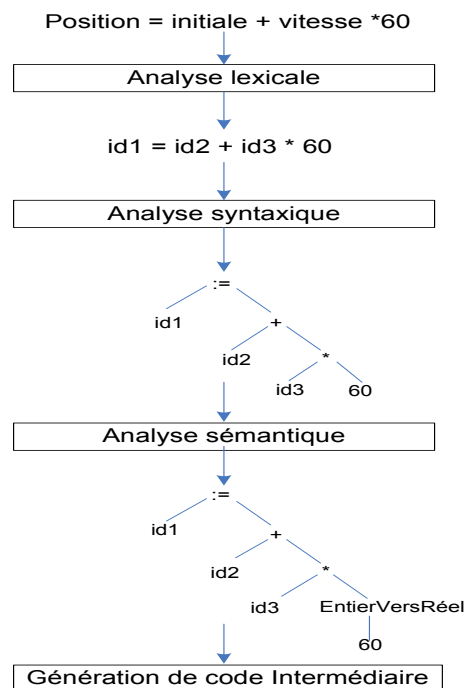 Position = initiale + vitesse *60
Analyse lexicale
id1 = id2 + id3 * 60
Analyse syntaxique
:=
id1
+
id2
*
id3
60
Analyse sémantique
:=
id1
+
id2
*
id3
EntierVersRéel
60
Génération de code Intermédiaire